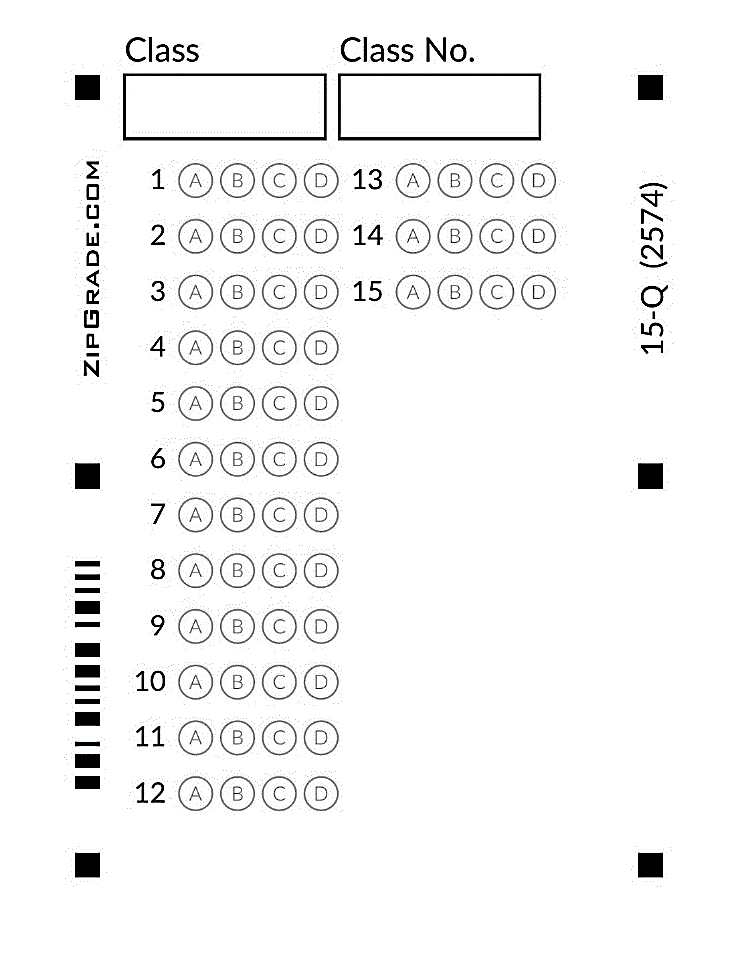 Class Class No.
ZIPGRADE.COM
15-Q (2574)
1 A B C D 13 A B C D
2 A B C D 14 A B C D
3 A B C D 15 A B C D
4 A B C D
5 A B C D
6 A B C D
7 A B C D
8 A B C D
9 A B C D
10 A B C D
11 A B C D
12 A B C D